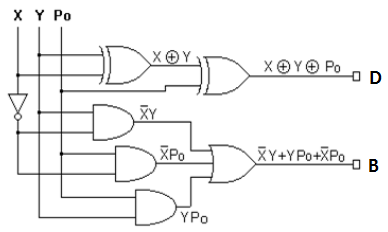 X Y Po
X ⊕ Y
X ⊕ Y ⊕ Po
D
X̅Y
X̅Po
X̅Y+YPo+X̅Po
B
YPo